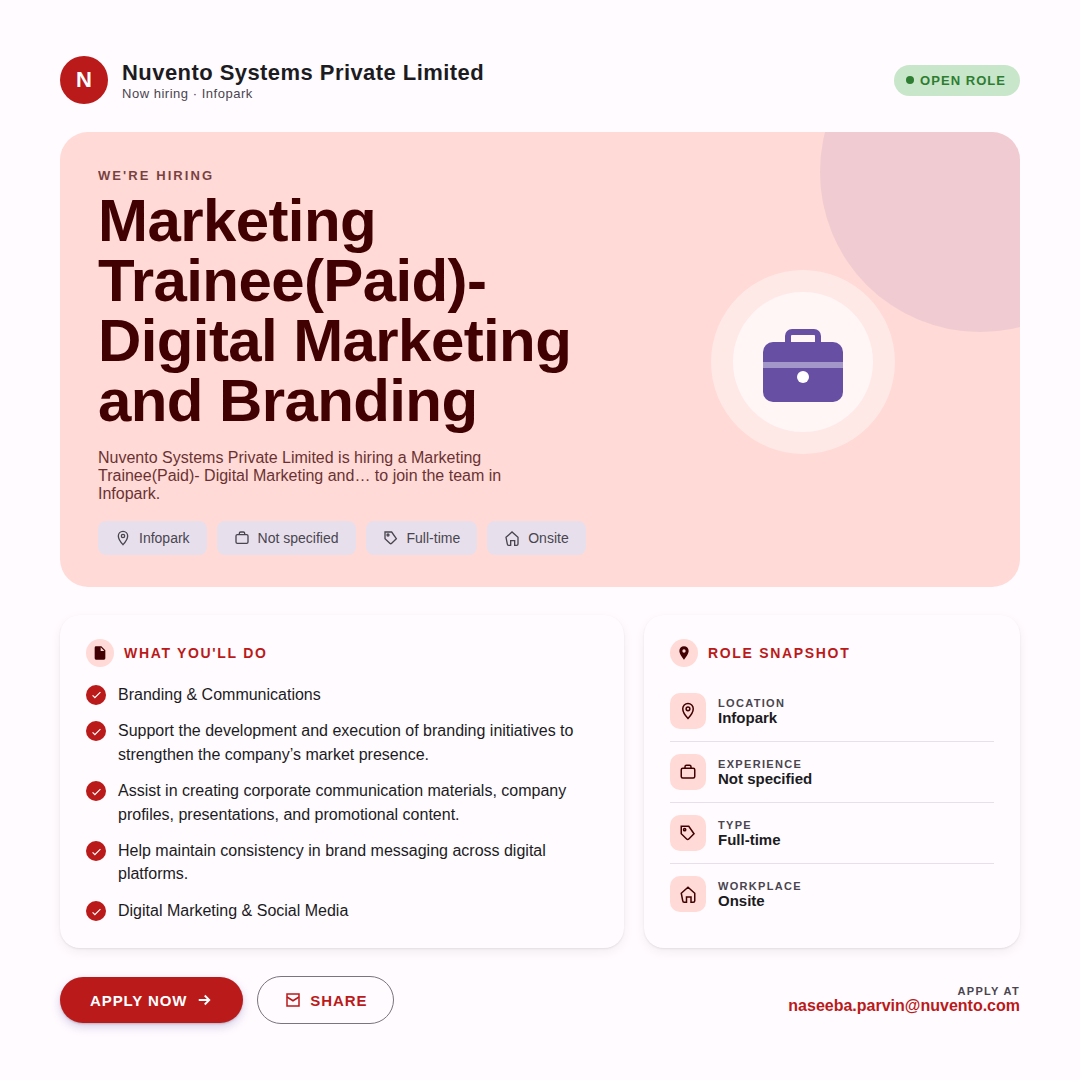 N
Nuvento Systems Private Limited
Now hiring · Infopark
OPEN ROLE
WE'RE HIRING
Marketing
Trainee(Paid)-
Digital Marketing
and Branding
Nuvento Systems Private Limited is hiring a Marketing
Trainee(Paid)- Digital Marketing and… to join the team in
Infopark.
Infopark
Not specified
Full-time
Onsite
WHAT YOU'LL DO
Branding & Communications
Support the development and execution of branding initiatives to
strengthen the company’s market presence.
Assist in creating corporate communication materials, company
profiles, presentations, and promotional content.
Help maintain consistency in brand messaging across digital
platforms.
Digital Marketing & Social Media
ROLE SNAPSHOT
LOCATION
Infopark
EXPERIENCE
Not specified
TYPE
Full-time
WORKPLACE
Onsite
APPLY NOW
SHARE
APPLY AT
naseeba.parvin@nuvento.com